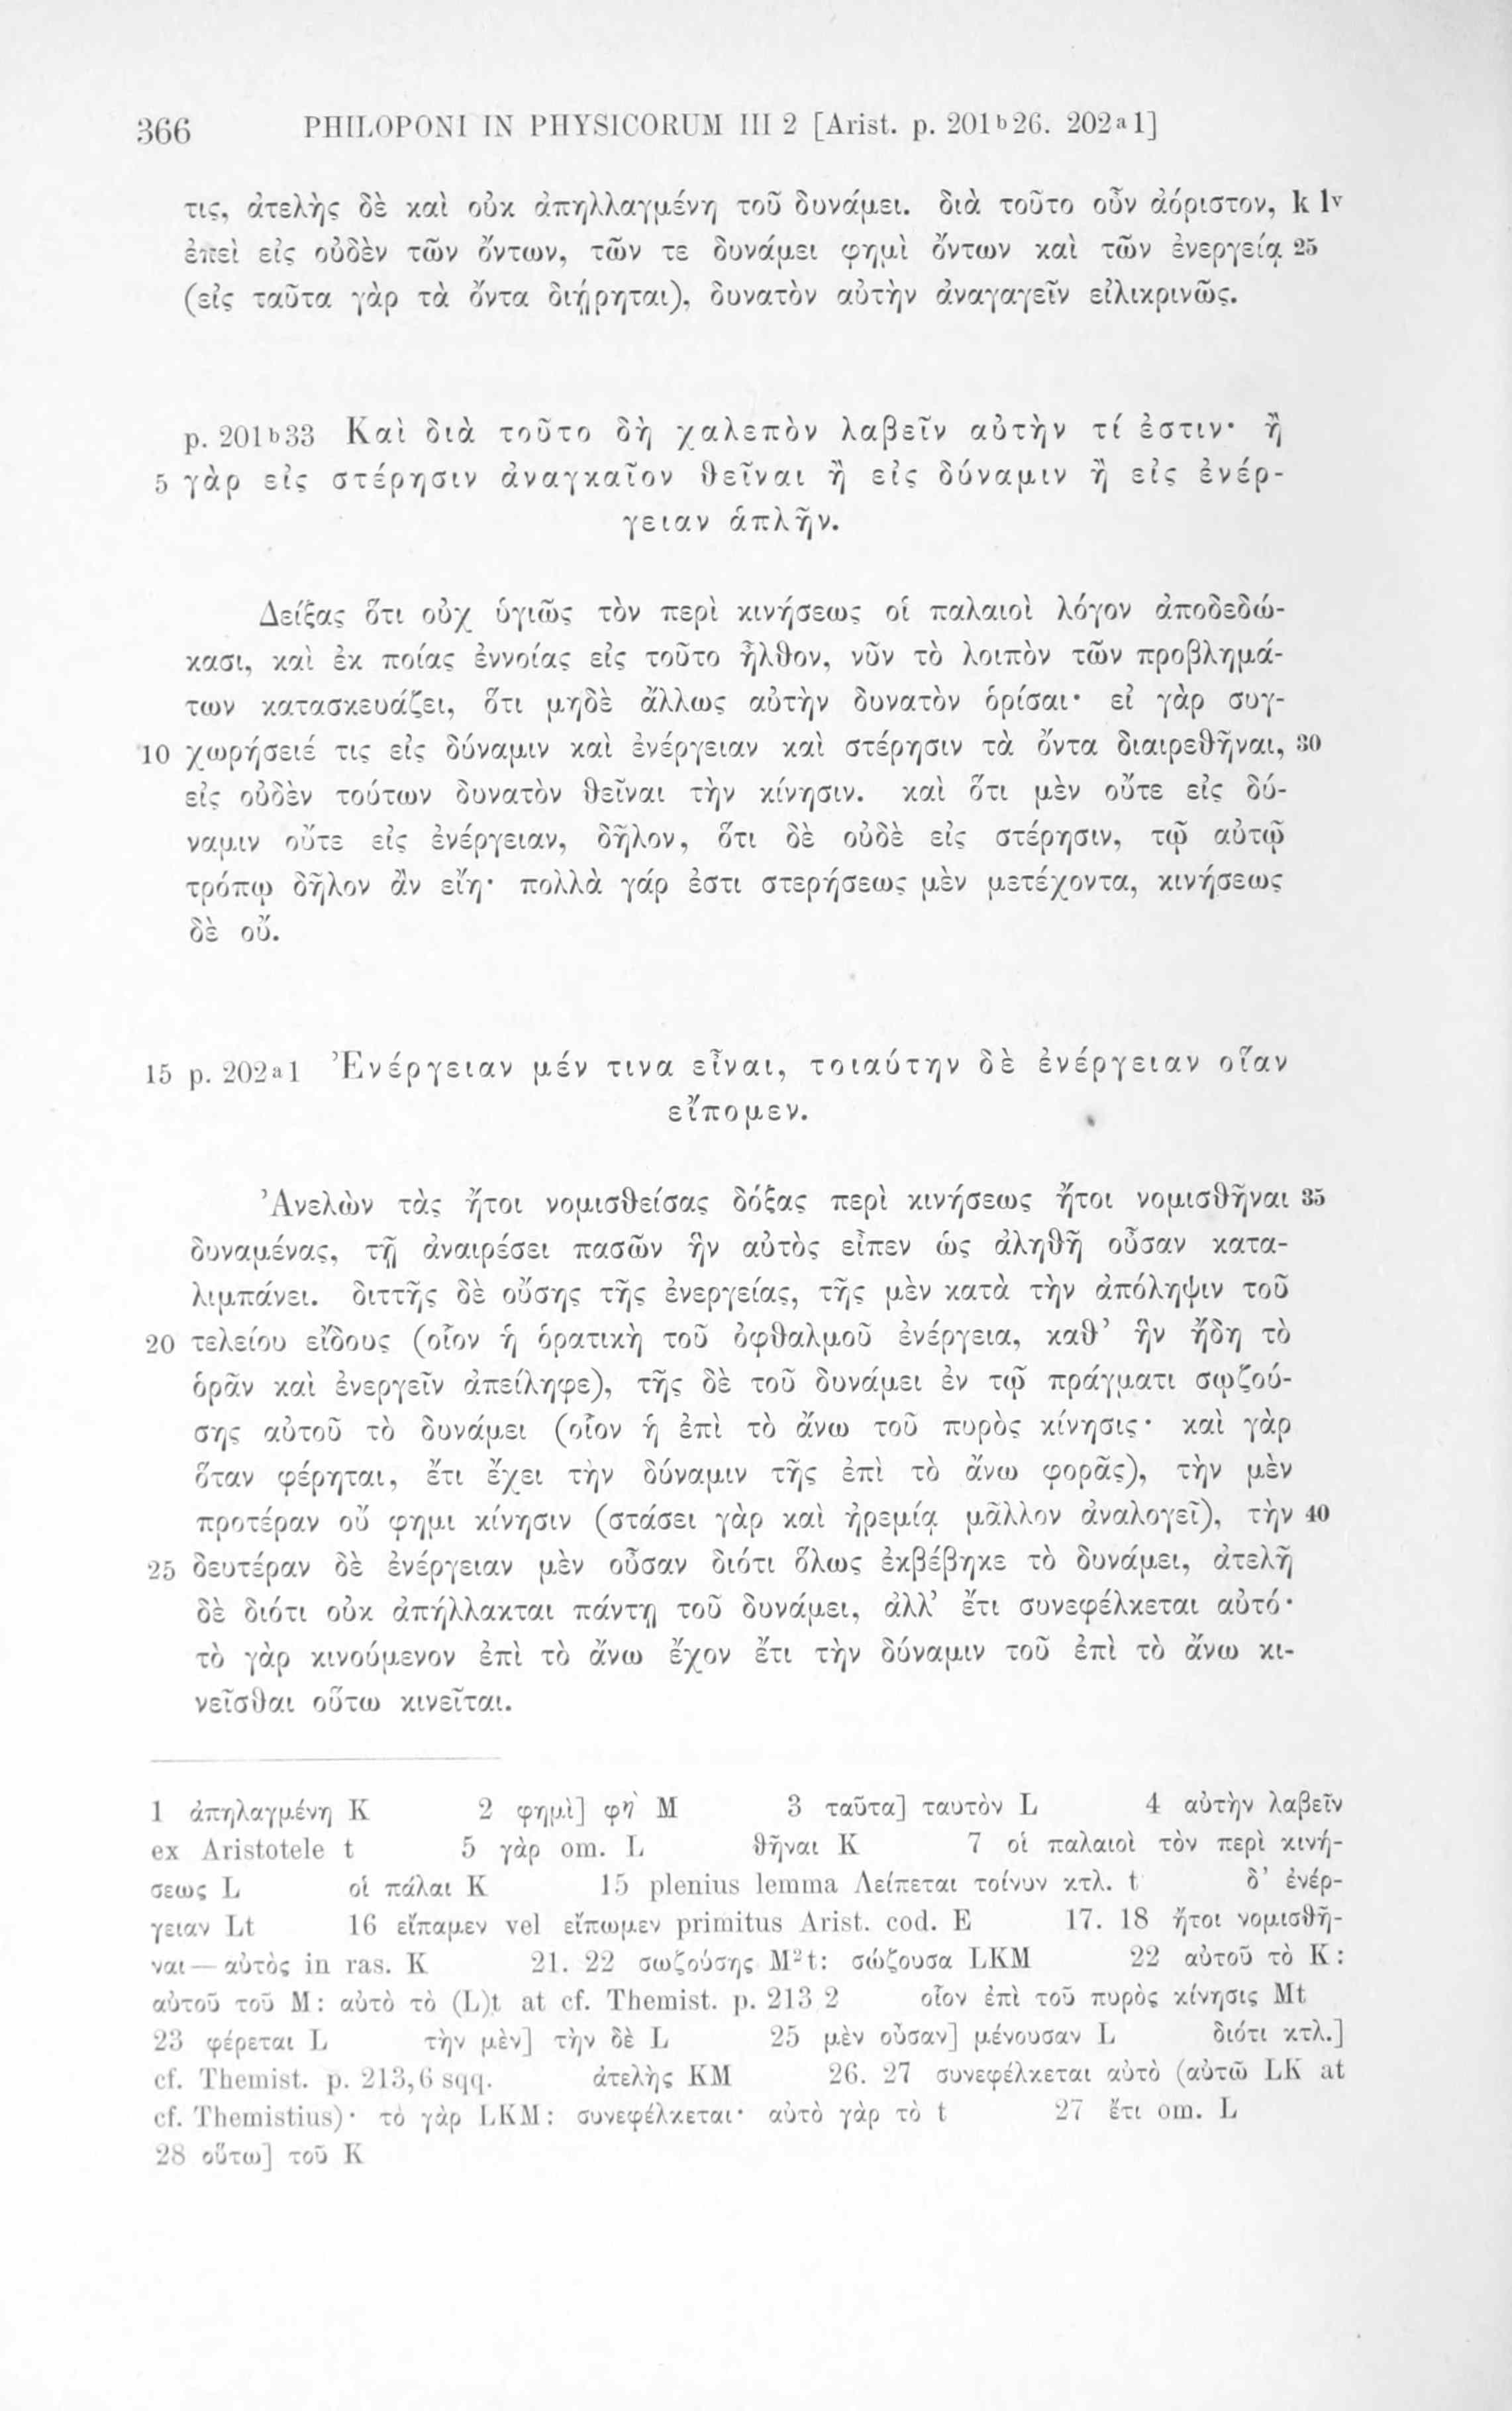 366 PHILOPONI IN PHYSICORUM III 2 [Arist. p. 201b26. 202a1]
τις, ἀτελὴς δὲ καὶ οὐκ ἀπηλλαγμένη τοῦ δυνάμει. διὰ τοῦτο οὖν ἀόριστον, k lv
ἐπεὶ εἰς οὐδὲν τῶν ὄντων, τῶν τε δυνάμει φημὶ ὄντων καὶ τῶν ἐνεργείᾳ 25
(εἰς ταῦτα γὰρ τὰ ὄντα διῄρηται), δυνατὸν αὐτὴν ἀναγαγεῖν εἰλικρινῶς.
p. 201b33 Καὶ διὰ τοῦτο δὴ χαλεπὸν λαβεῖν αὐτὴν τί ἐστιν· ἢ
5 γὰρ εἰς στέρησιν ἀναγκαῖον θεῖναι ἢ εἰς δύναμιν ἢ εἰς ἐνέρ-
γειαν ἁπλῆν.
Δείξας ὅτι οὐχ ὑγιῶς τὸν περὶ κινήσεως οἱ παλαιοὶ λόγον ἀποδεδώ-
κασι, καὶ ἐκ ποίας ἐννοίας εἰς τοῦτο ἦλθον, νῦν τὸ λοιπὸν τῶν προβλημά-
των κατασκευάζει, ὅτι μηδὲ ἄλλως αὐτὴν δυνατὸν ὁρίσαι· εἰ γὰρ συγ-
10 χωρήσειέ τις εἰς δύναμιν καὶ ἐνέργειαν καὶ στέρησιν τὰ ὄντα διαιρεθῆναι, 30
εἰς οὐδὲν τούτων δυνατὸν θεῖναι τὴν κίνησιν. καὶ ὅτι μὲν οὔτε εἰς δύ-
ναμιν οὔτε εἰς ἐνέργειαν, δῆλον, ὅτι δὲ οὐδὲ εἰς στέρησιν, τῷ αὐτῷ
τρόπῳ δῆλον ἂν εἴη· πολλὰ γάρ ἐστι στερήσεως μὲν μετέχοντα, κινήσεως
δὲ οὔ.
15 p. 202a1 Ἐνέργειαν μέν τινα εἶναι, τοιαύτην δὲ ἐνέργειαν οἵαν
εἴπομεν.
Ἀνελὼν τὰς ἤτοι νομισθείσας δόξας περὶ κινήσεως ἤτοι νομισθῆναι 35
δυναμένας, τῇ ἀναιρέσει πασῶν ἣν αὐτὸς εἶπεν ὡς ἀληθῆ οὖσαν κατα-
λιμπάνει. διττῆς δὲ οὔσης τῆς ἐνεργείας, τῆς μὲν κατὰ τὴν ἀπόληψιν τοῦ
20 τελείου εἴδους (οἷον ἡ ὁρατικὴ τοῦ ὀφθαλμοῦ ἐνέργεια, καθ’ ἣν ἤδη τὸ
ὁρᾶν καὶ ἐνεργεῖν ἀπείληφε), τῆς δὲ τοῦ δυνάμει ἐν τῷ πράγματι σῳζού-
σης αὐτοῦ τὸ δυνάμει (οἷον ἡ ἐπὶ τὸ ἄνω τοῦ πυρὸς κίνησις· καὶ γὰρ
ὅταν φέρηται, ἔτι ἔχει τὴν δύναμιν τῆς ἐπὶ τὸ ἄνω φορᾶς), τὴν μὲν
προτέραν οὔ φημι κίνησιν (στάσει γὰρ καὶ ἠρεμίᾳ μᾶλλον ἀναλογεῖ), τὴν 40
25 δευτέραν δὲ ἐνέργειαν μὲν οὖσαν διότι ὅλως ἐκβέβηκε τὸ δυνάμει, ἀτελῆ
δὲ διότι οὐκ ἀπήλλακται πάντῃ τοῦ δυνάμει, ἀλλ’ ἔτι συνεφέλκεται αὐτό·
τὸ γὰρ κινούμενον ἐπὶ τὸ ἄνω ἔχον ἔτι τὴν δύναμιν τοῦ ἐπὶ τὸ ἄνω κι-
νεῖσθαι οὕτω κινεῖται.
1 ἀπηλαγμένη K 2 φημὶ] φὴ M 3 ταῦτα] ταυτὸν L 4 αὐτὴν λαβεῖν
ex Aristotele t 5 γὰρ om. L θῆναι K 7 οἱ παλαιοὶ τὸν περὶ κινή-
σεως L οἱ πάλαι K 15 plenius lemma Λείπεται τοίνυν κτλ. t δ’ ἐνέρ-
γειαν Lt 16 εἴπαμεν vel εἴπωμεν primitus Arist. cod. E 17. 18 ἤτοι νομισθῆ-
ναι — αὐτὸς in ras. K 21. 22 σωζούσης M2t: σώζουσα LKM 22 αὐτοῦ τὸ K:
αὐτοῦ τοῦ M: αὐτὸ τὸ (L)t at cf. Themist. p. 213 2 οἷον ἐπὶ τοῦ πυρὸς κίνησις Mt
23 φέρεται L τὴν μὲν] τὴν δὲ L 25 μὲν οὖσαν] μένουσαν L διότι κτλ.]
cf. Themist. p. 213,6 sqq. ἀτελὴς KM 26. 27 συνεφέλκεται αὐτὸ (αὐτῶ LK at
cf. Themistius)· τὸ γὰρ LKM: συνεφέλκεται· αὐτὸ γὰρ τὸ t 27 ἔτι om. L
28 οὕτω] τοῦ K